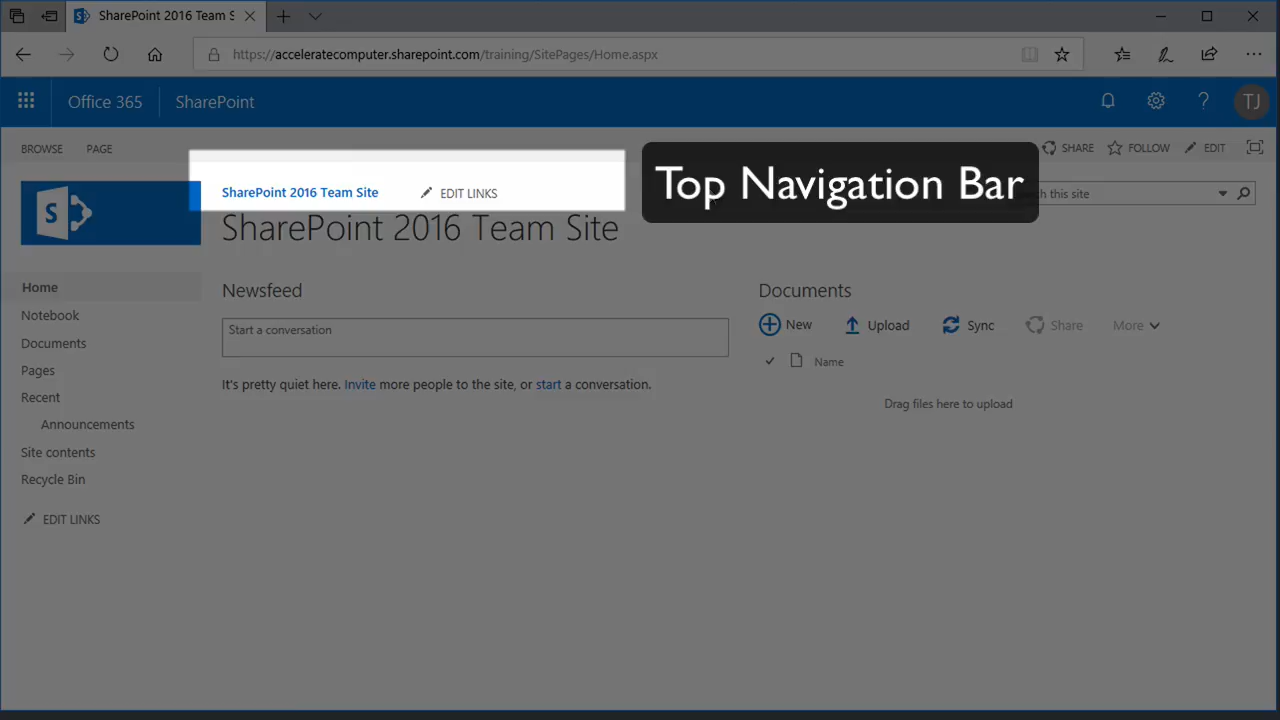 SharePoint 2016 Team S
https://acceleratecomputer.sharepoint.com/training/SitePages/Home.aspx
Office 365 SharePoint ? TJ
BROWSE PAGE SHARE FOLLOW EDIT
SharePoint 2016 Team Site EDIT LINKS
Top Navigation Bar
this site
S
SharePoint 2016 Team Site
Home
Notebook
Documents
Pages
Recent
Announcements
Site contents
Recycle Bin
EDIT LINKS
Newsfeed
Start a conversation
It's pretty quiet here. Invite more people to the site, or start a conversation.
Documents
New Upload Sync Share More
Name
Drag files here to upload